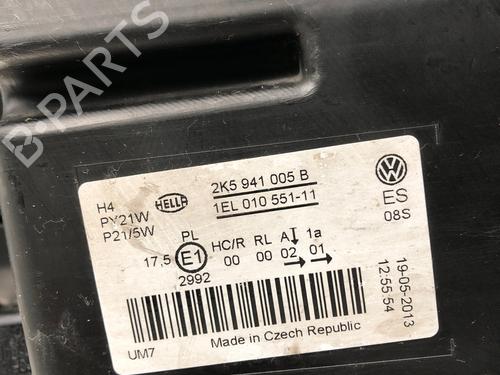 H4
PY21W
P21/5W
HELLA
2K5 941 005 B
1EL 010 551-11
VW
ES
08S
PL
17,5
E1
2992
HC/R RL A 1a
00 00 02 01
19-05-2013
12:55:54
UM7
Made in Czech Republic
B-PARTS